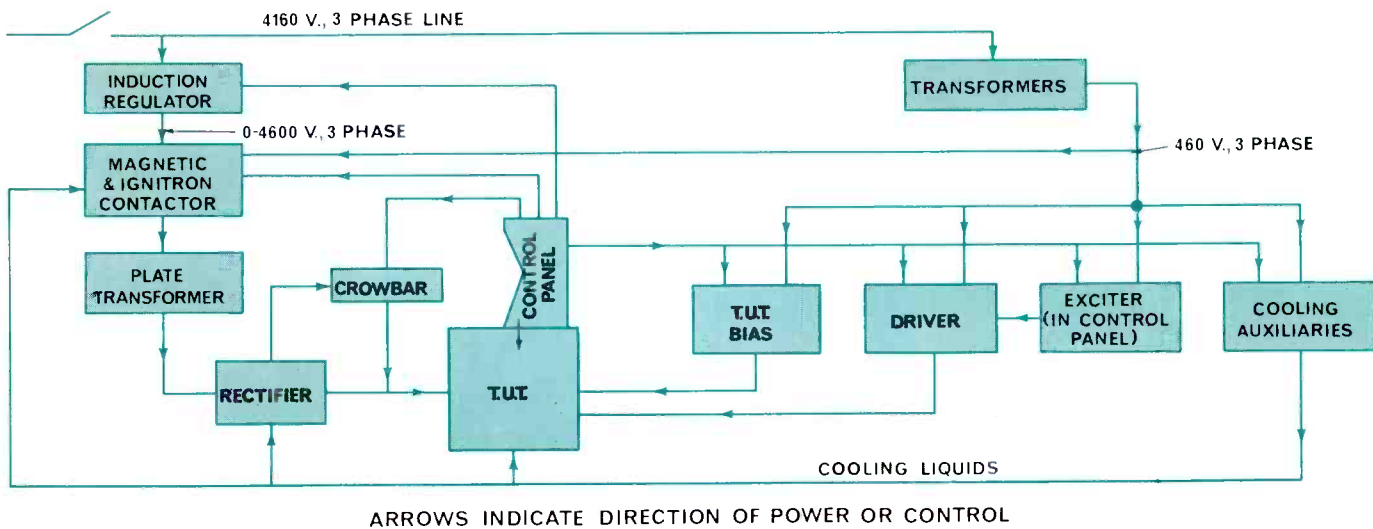 4160 V., 3 PHASE LINE
INDUCTION
REGULATOR
TRANSFORMERS
0-4600 V., 3 PHASE
460 V., 3 PHASE
MAGNETIC
& IGNITRON
CONTACTOR
PLATE
TRANSFORMER
CROWBAR
CONTROL
PANEL
T.U.T.
BIAS
DRIVER
EXCITER
(IN CONTROL
PANEL)
COOLING
AUXILIARIES
RECTIFIER
T.U.T.
COOLING LIQUIDS
ARROWS INDICATE DIRECTION OF POWER OR CONTROL